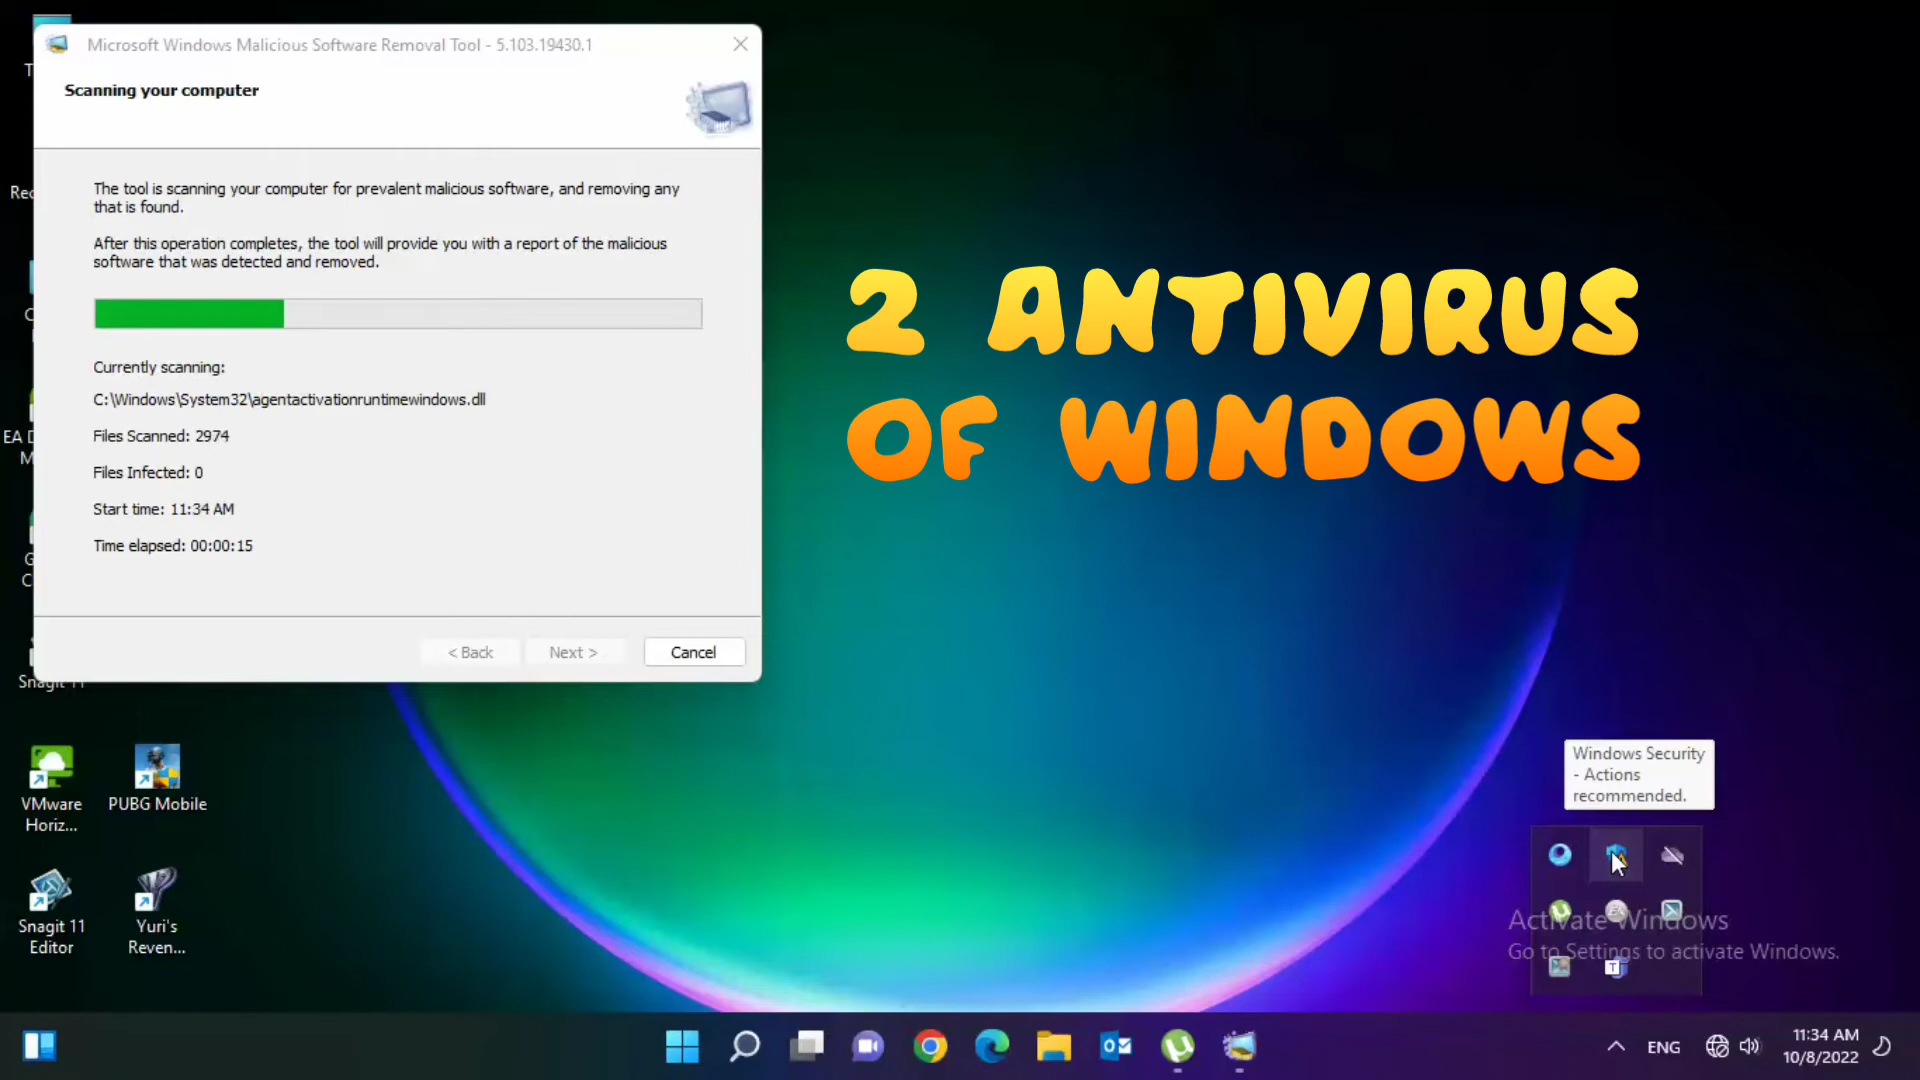 Microsoft Windows Malicious Software Removal Tool - 5.103.19430.1
Scanning your computer
The tool is scanning your computer for prevalent malicious software, and removing any
that is found.
After this operation completes, the tool will provide you with a report of the malicious
software that was detected and removed.
Currently scanning:
C:\Windows\System32\agentactivationruntimewindows.dll
Files Scanned: 2974
Files Infected: 0
Start time: 11:34 AM
Time elapsed: 00:00:15
< Back
Next >
Cancel
2 ANTIVIRUS
OF WINDOWS
Rec
EA D
Snagit 11
VMware
Horiz...
PUBG Mobile
Snagit 11
Editor
Yuri's
Reven...
Windows Security
- Actions
recommended.
Activate Windows
Go to Settings to activate Windows.
ENG
11:34 AM
10/8/2022